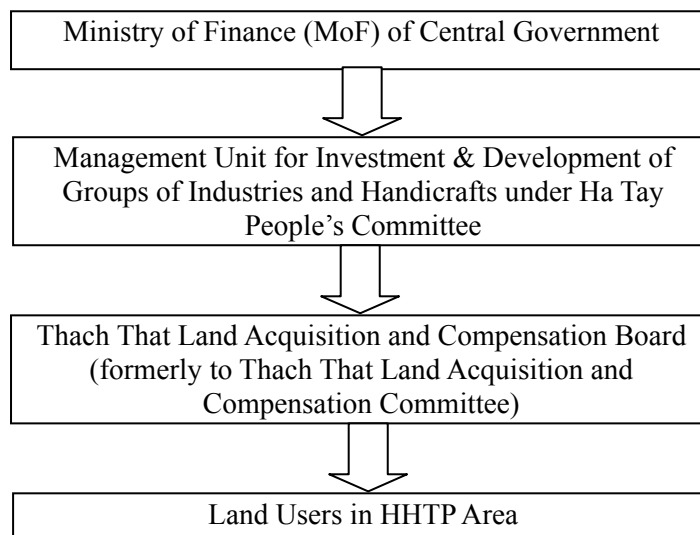 Ministry of Finance (MoF) of Central Government
Management Unit for Investment & Development of
Groups of Industries and Handicrafts under Ha Tay
People's Committee
Thach That Land Acquisition and Compensation Board
(formerly to Thach That Land Acquisition and
Compensation Committee)
Land Users in HHTP Area